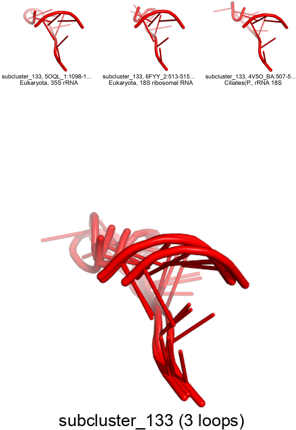 subcluster_133, 5OQL_1:1098-1...
Eukaryota, 35S rRNA
subcluster_133, 6FYY_2:513-515...
Eukaryota, 18S ribosomal RNA
subcluster_133, 4V5O_BA:507-5...
Ciliates(P., rRNA 18S
subcluster_133 (3 loops)